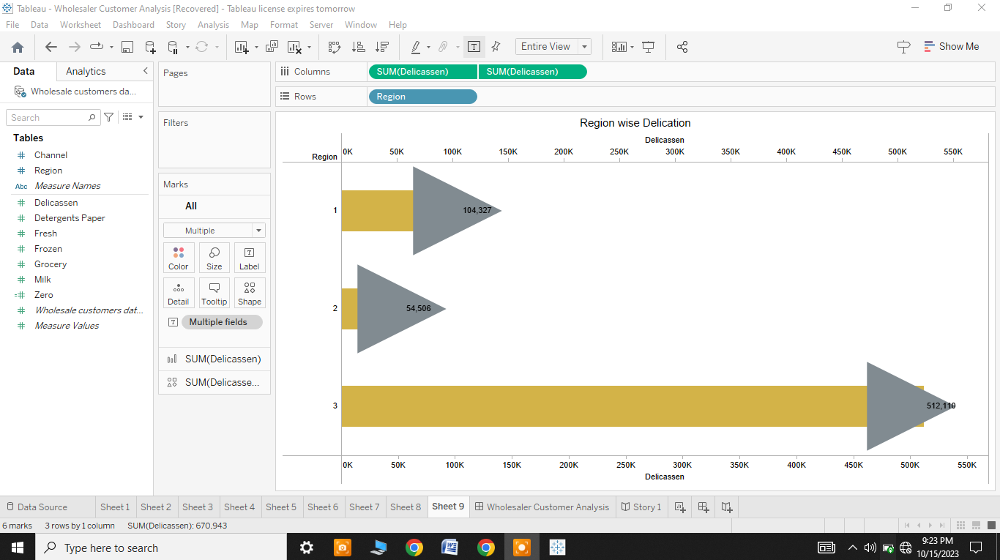 Tableau - Wholesaler Customer Analysis [Recovered] - Tableau license expires tomorrow
File Data Worksheet Dashboard Story Analysis Map Format Server Window Help
Entire View
Show Me
Data Analytics
Wholesale customers da...
Search
Tables
Channel
Region
Abc Measure Names
Delicassen
Detergents Paper
Fresh
Frozen
Grocery
Milk
Zero
Wholesale customers dat...
Measure Values
Pages
Filters
Marks
All
Multiple
Color Size Label
Detail Tooltip Shape
Multiple fields
SUM(Delicassen)
SUM(Delicasse...
Columns SUM(Delicassen) SUM(Delicassen)
Rows Region
Region wise Delication
Delicassen
Region 0K 50K 100K 150K 200K 250K 300K 350K 400K 450K 500K 550K
1 104,327
2 54,506
3 512,110
0K 50K 100K 150K 200K 250K 300K 350K 400K 450K 500K 550K
Delicassen
Data Source Sheet 1 Sheet 2 Sheet 3 Sheet 4 Sheet 5 Sheet 6 Sheet 7 Sheet 8 Sheet 9 Wholesaler Customer Analysis Story 1
6 marks 3 rows by 1 column SUM(Delicassen): 670,943
Type here to search
9:23 PM
10/15/2023